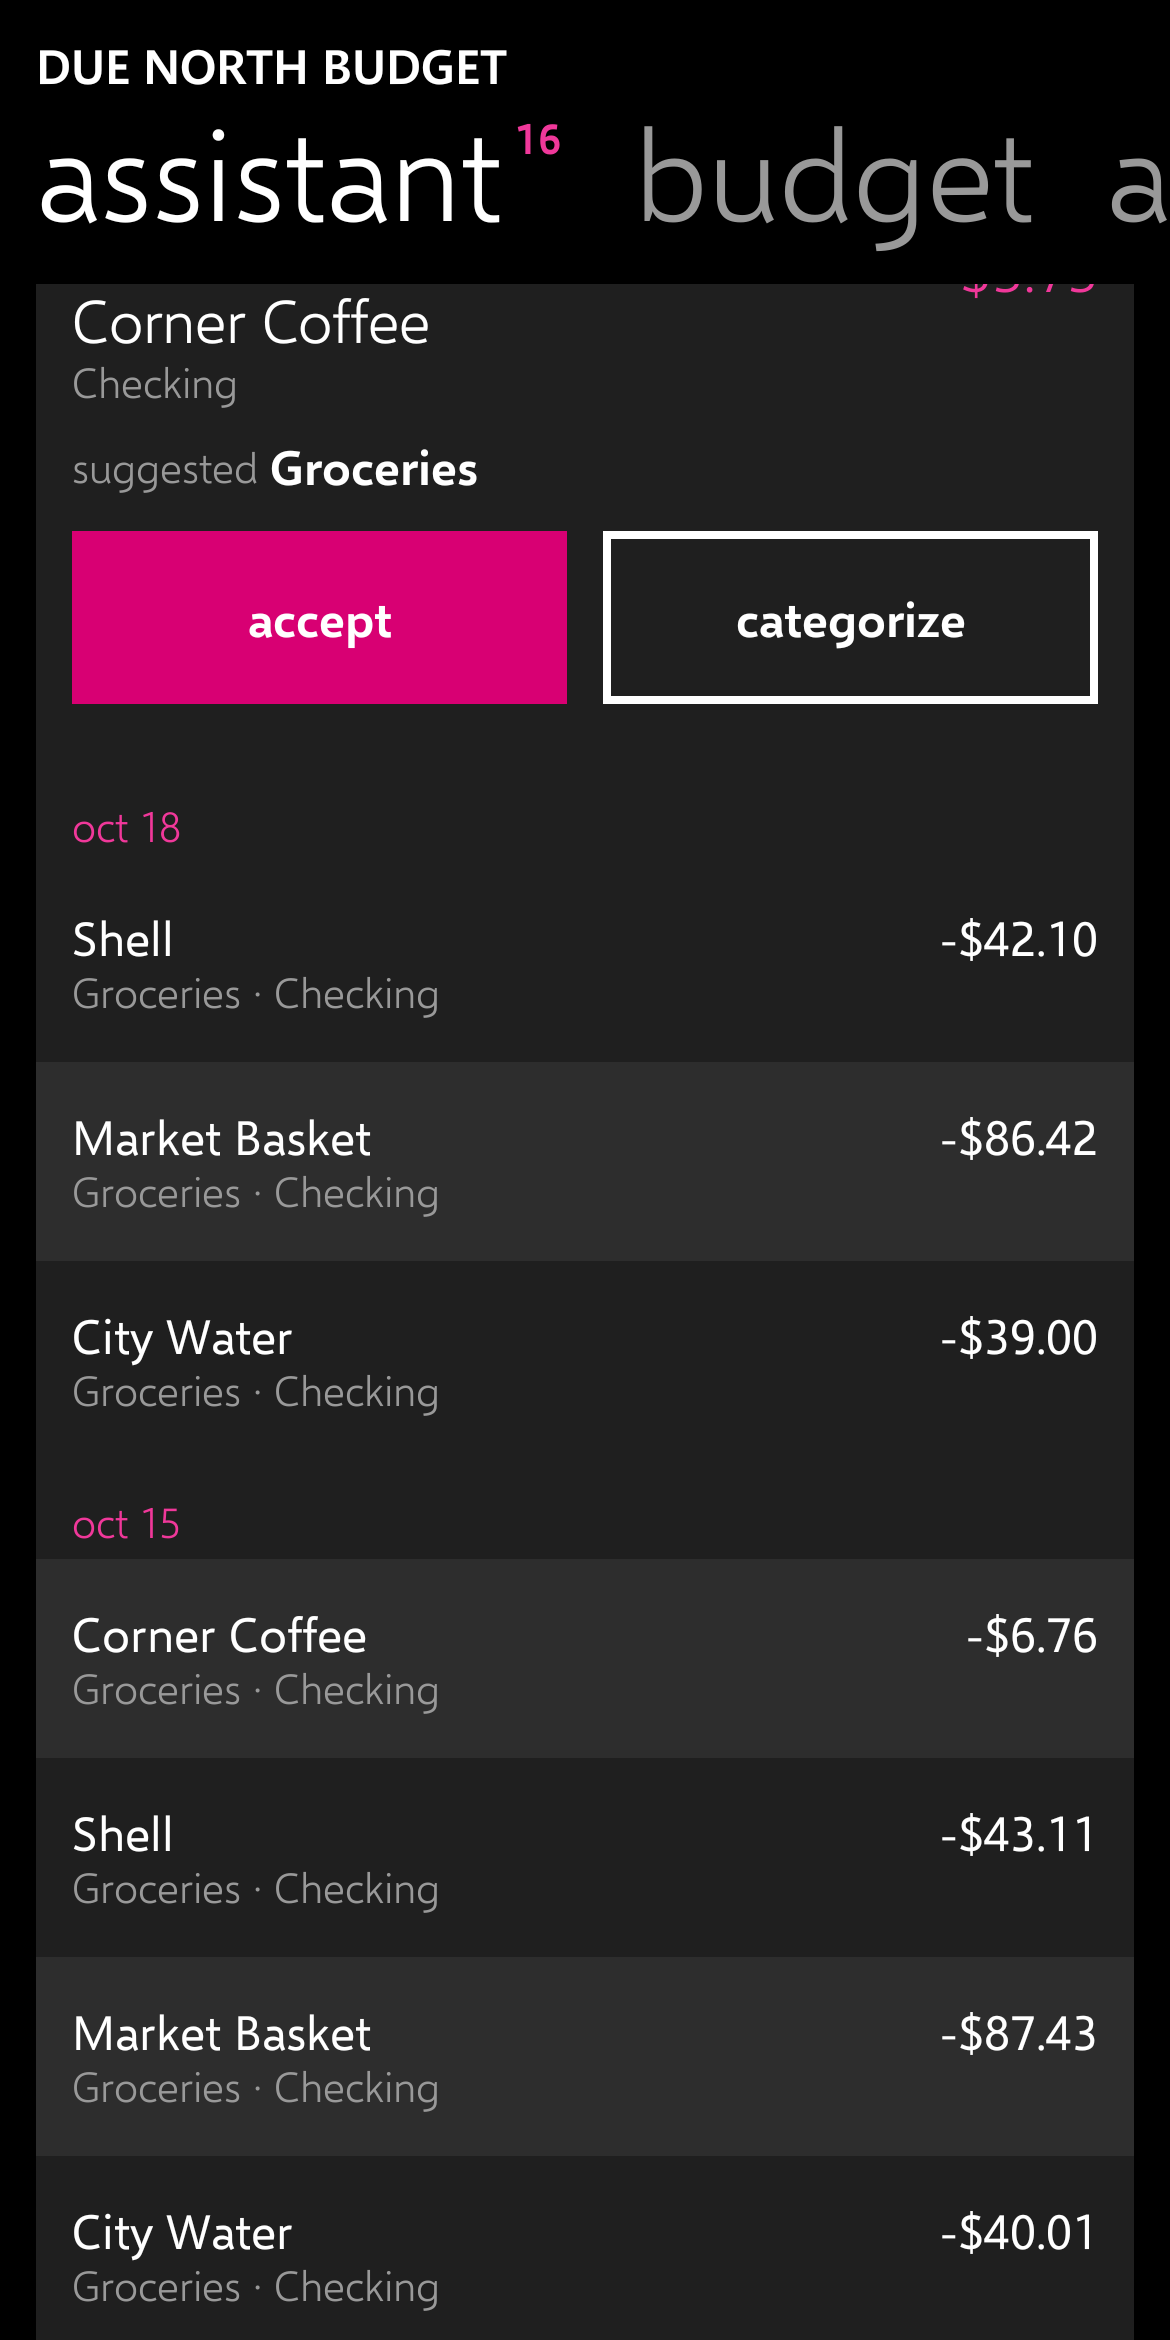 DUE NORTH BUDGET
assistant 16 budget a
Corner Coffee
Checking
suggested Groceries
accept categorize
oct 18
Shell -$42.10
Groceries · Checking
Market Basket -$86.42
Groceries · Checking
City Water -$39.00
Groceries · Checking
oct 15
Corner Coffee -$6.76
Groceries · Checking
Shell -$43.11
Groceries · Checking
Market Basket -$87.43
Groceries · Checking
City Water -$40.01
Groceries · Checking